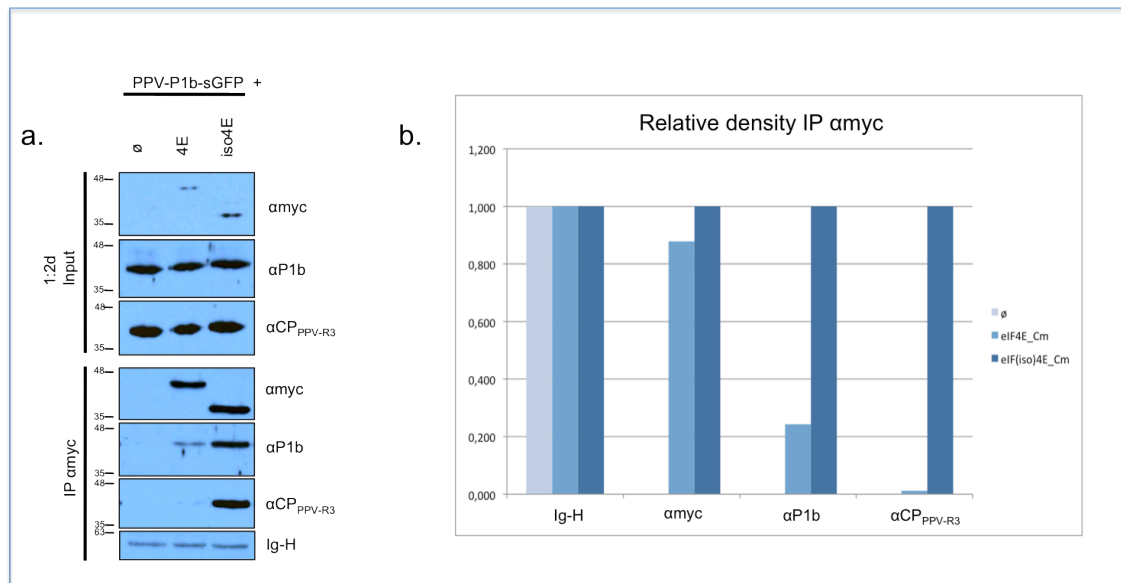 PPV-P1b-sGFP +
a.
ø
4E
iso4E
1:2d
Input
48
35
αmyc
48
35
αP1b
48
35
αCPPPV-R3
IP αmyc
48
35
αmyc
48
35
αP1b
48
35
αCPPPV-R3
63
Ig-H
b.
Relative density IP αmyc
1,200
1,000
0,800
0,600
0,400
0,200
0,000
Ig-H
αmyc
αP1b
αCPPPV-R3
ø
eIF4E_Cm
eIF(iso)4E_Cm